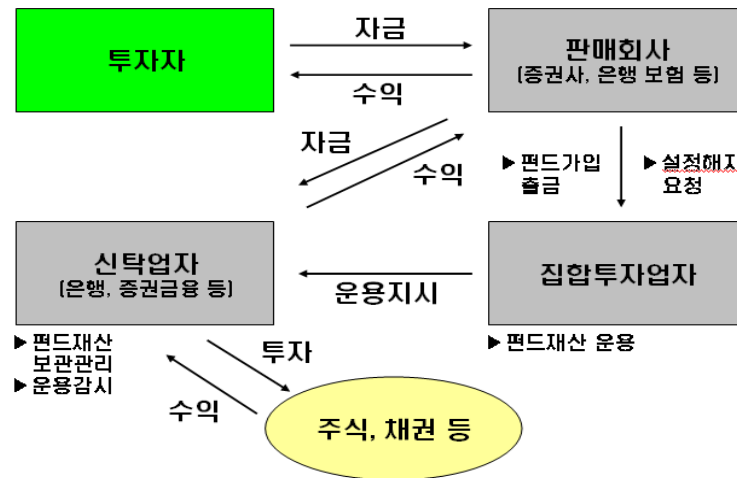 투자자
자금
수익
판매회사
(증권사, 은행 보험 등)
자금
수익
▶ 펀드가입
출금
▶ 설정해지
요청
신탁업자
(은행, 증권금융 등)
운용지시
집합투자업자
▶ 펀드재산
보관관리
▶ 운용감시
▶ 펀드재산 운용
투자
수익
주식, 채권 등